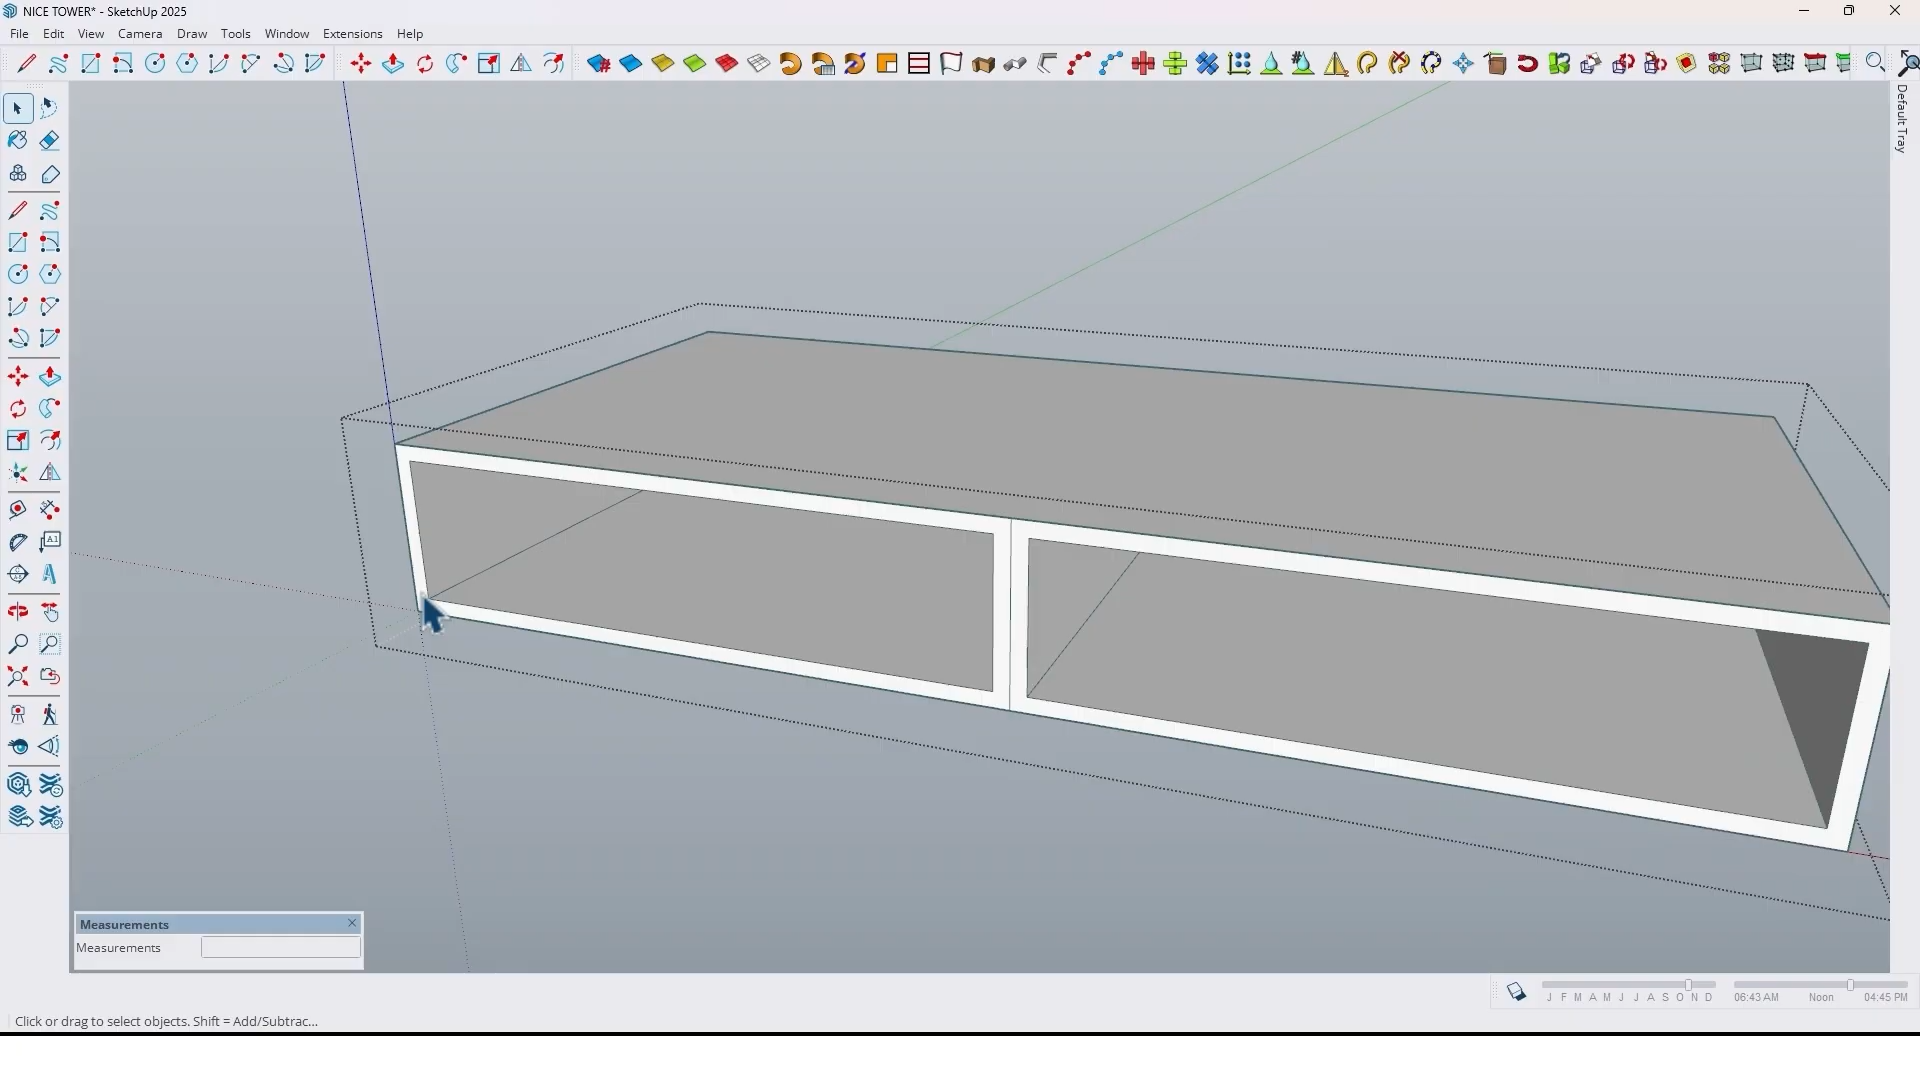 NICE TOWER* - SketchUp 2025
File Edit View Camera Draw Tools Window Extensions Help
Default Tray
A1
Measurements
Measurements
J F M A M J J A S O N D 06:43 AM Noon 04:45 PM
Click or drag to select objects. Shift = Add/Subtrac...